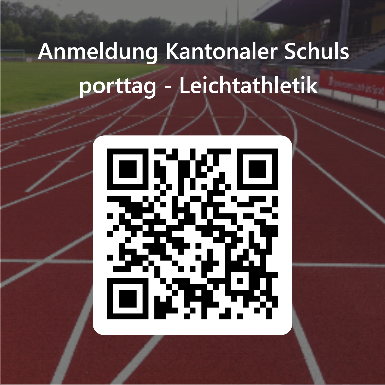 Anmeldung Kantonaler Schuls
porttag - Leichtathletik